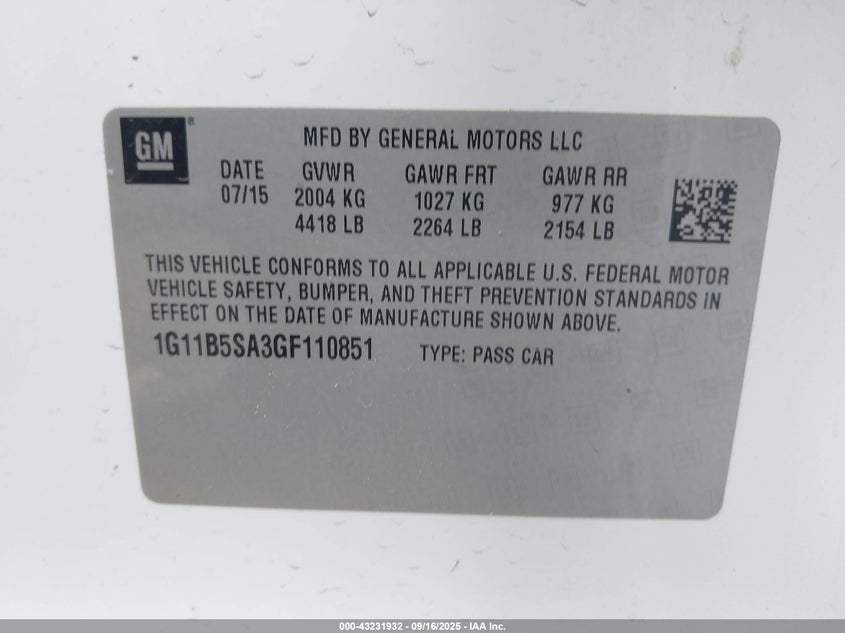 GM
MFD BY GENERAL MOTORS LLC
DATE GVWR GAWR FRT GAWR RR
07/15 2004 KG 1027 KG 977 KG
4418 LB 2264 LB 2154 LB
THIS VEHICLE CONFORMS TO ALL APPLICABLE U.S. FEDERAL MOTOR
VEHICLE SAFETY, BUMPER, AND THEFT PREVENTION STANDARDS IN
EFFECT ON THE DATE OF MANUFACTURE SHOWN ABOVE.
1G11B5SA3GF110851 TYPE: PASS CAR
000-43231932 - 09/16/2025 - IAA Inc.